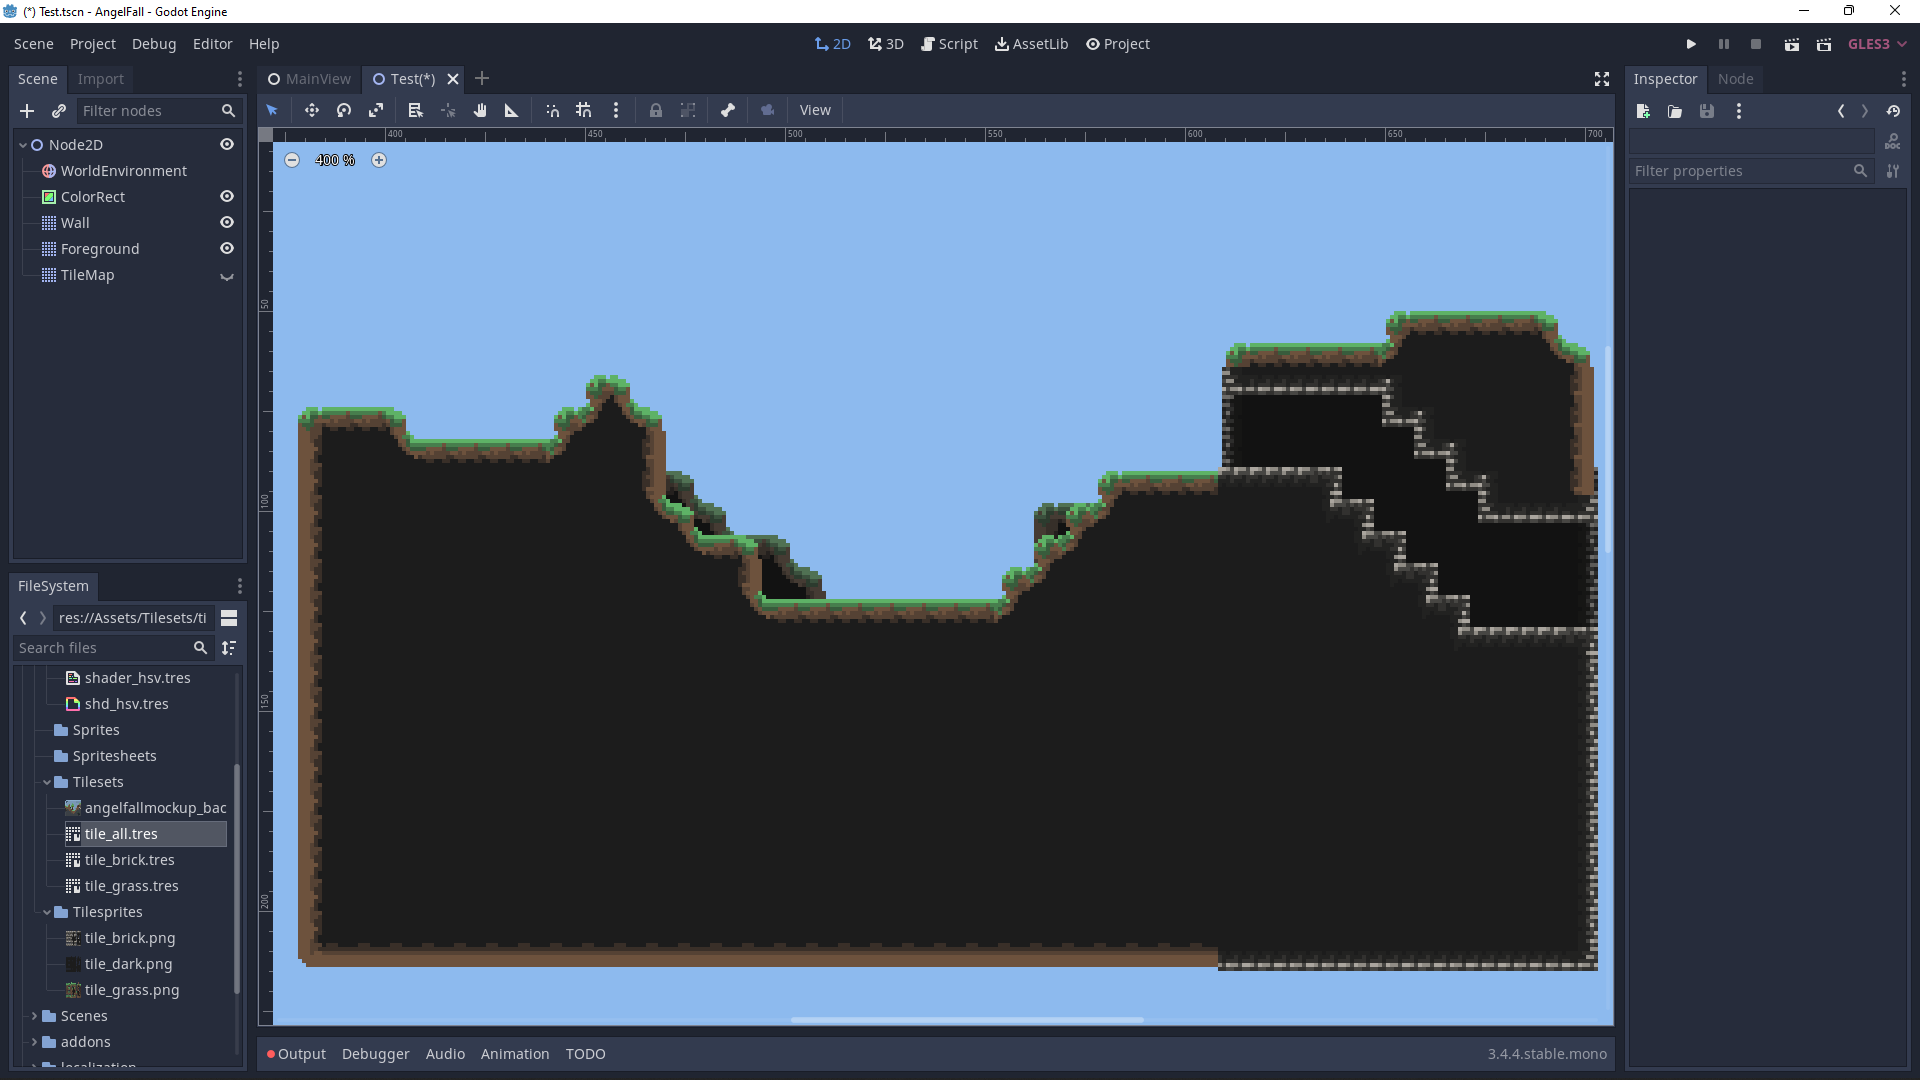 (*) Test.tscn - AngelFall - Godot Engine
Scene Project Debug Editor Help
2D 3D Script AssetLib Project
GLES3
Scene Import
MainView Test(*)
Inspector Node
Filter nodes
View
Node2D
WorldEnvironment
ColorRect
Wall
Foreground
TileMap
400 450 500 550 600 650 700
400 %
50
100
150
200
DOC
Filter properties
FileSystem
res://Assets/Tilesets/ti
Search files
shader_hsv.tres
shd_hsv.tres
Sprites
Spritesheets
Tilesets
angelfallmockup_bac
tile_all.tres
tile_brick.tres
tile_grass.tres
Tilesprites
tile_brick.png
tile_dark.png
tile_grass.png
Scenes
addons
localization
Output Debugger Audio Animation TODO
3.4.4.stable.mono